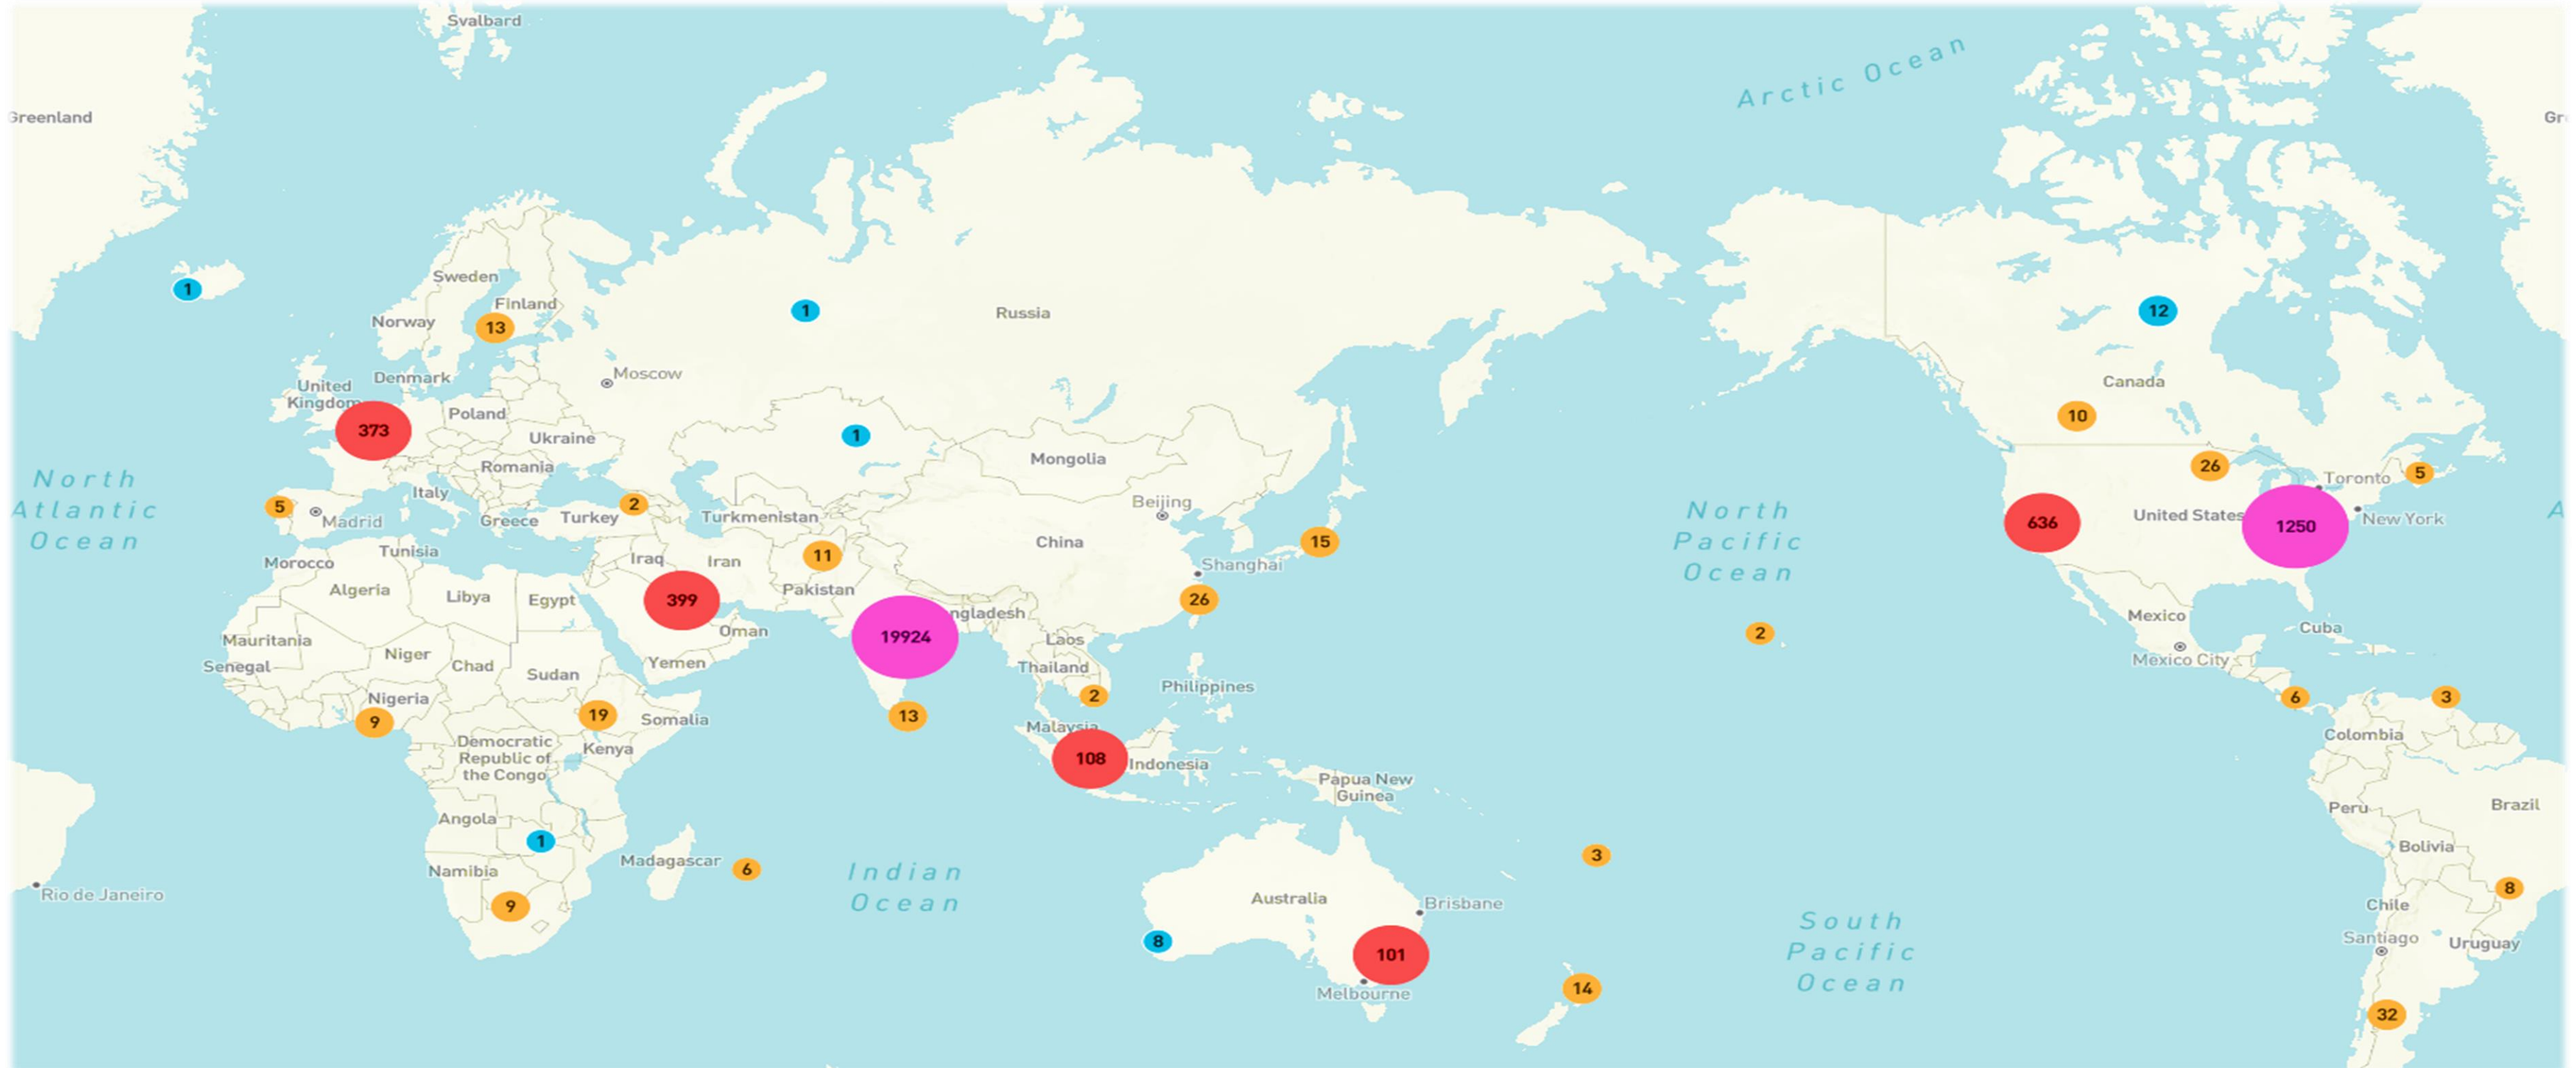 Svalbard
Arctic Ocean
Greenland
Gr
Sweden
1
Finland
13
Norway
1
Russia
12
Moscow
Denmark
United
Kingdom
Canada
Poland
10
373
1
Ukraine
Mongolia
Romania
26
5
Toronto
North
Atlantic
Ocean
Italy
5
Madrid
Greece
Turkey
2
Turkmenistan
Beijing
North
Pacific
Ocean
636
United States
1250
New York
A
Morocco
Tunisia
Iraq
Iran
11
China
15
Shanghai
Algeria
Libya
Egypt
399
Pakistan
26
Mauritania
Oman
19924
ngladesh
Laos
2
Mexico
Cuba
Mexico City
Senegal
Niger
Chad
Sudan
Yemen
Thailand
Philippines
Nigeria
9
19
Somalia
13
2
6
3
Malaysia
Colombia
Democratic
Republic of
the Congo
Kenya
108
Indonesia
Papua New
Guinea
Peru
Brazil
Angola
1
Bolivia
Namibia
Madagascar
6
Indian
Ocean
3
Rio de Janeiro
9
Australia
Brisbane
8
Chile
South
Pacific
Ocean
8
101
Santiago
Uruguay
Melbourne
14
32